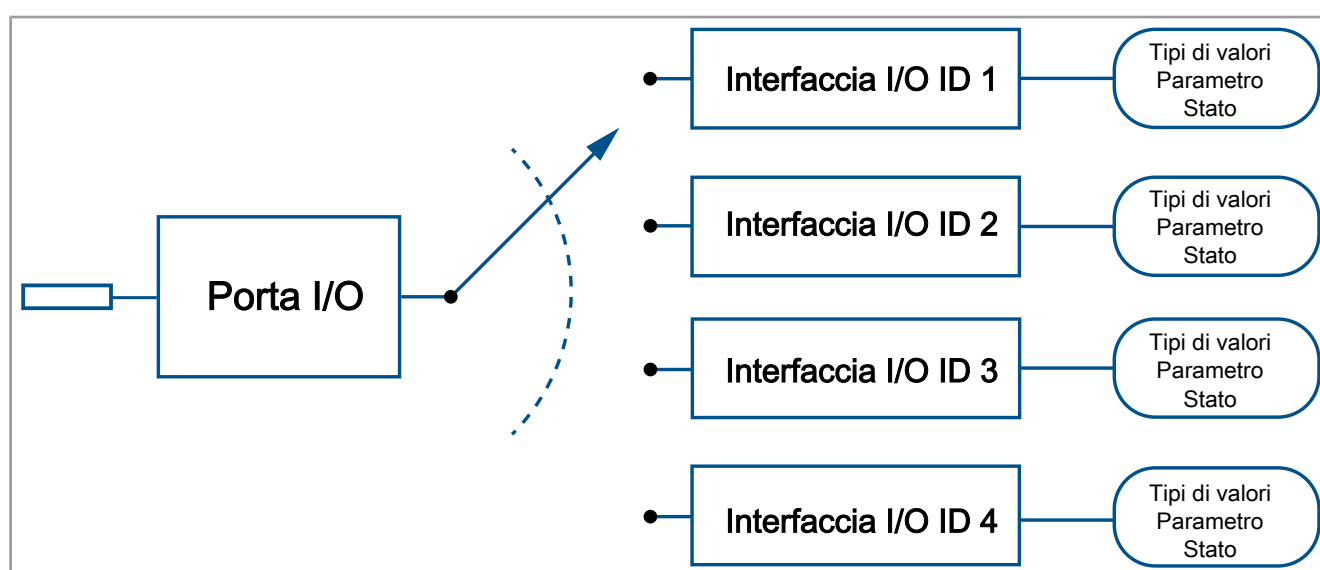 Interfaccia I/O ID 1
Tipi di valori
Parametro
Stato
Interfaccia I/O ID 2
Tipi di valori
Parametro
Stato
Porta I/O
Interfaccia I/O ID 3
Tipi di valori
Parametro
Stato
Interfaccia I/O ID 4
Tipi di valori
Parametro
Stato